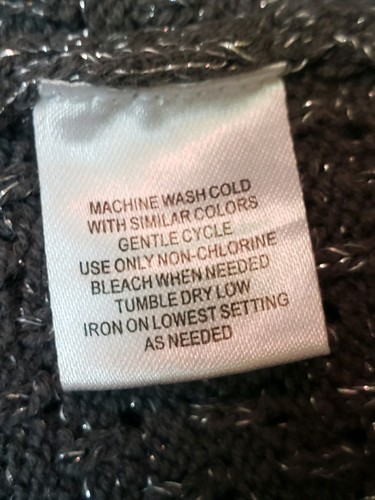 MACHINE WASH COLD
WITH SIMILAR COLORS
GENTLE CYCLE
USE ONLY NON-CHLORINE
BLEACH WHEN NEEDED
TUMBLE DRY LOW
IRON ON LOWEST SETTING
AS NEEDED